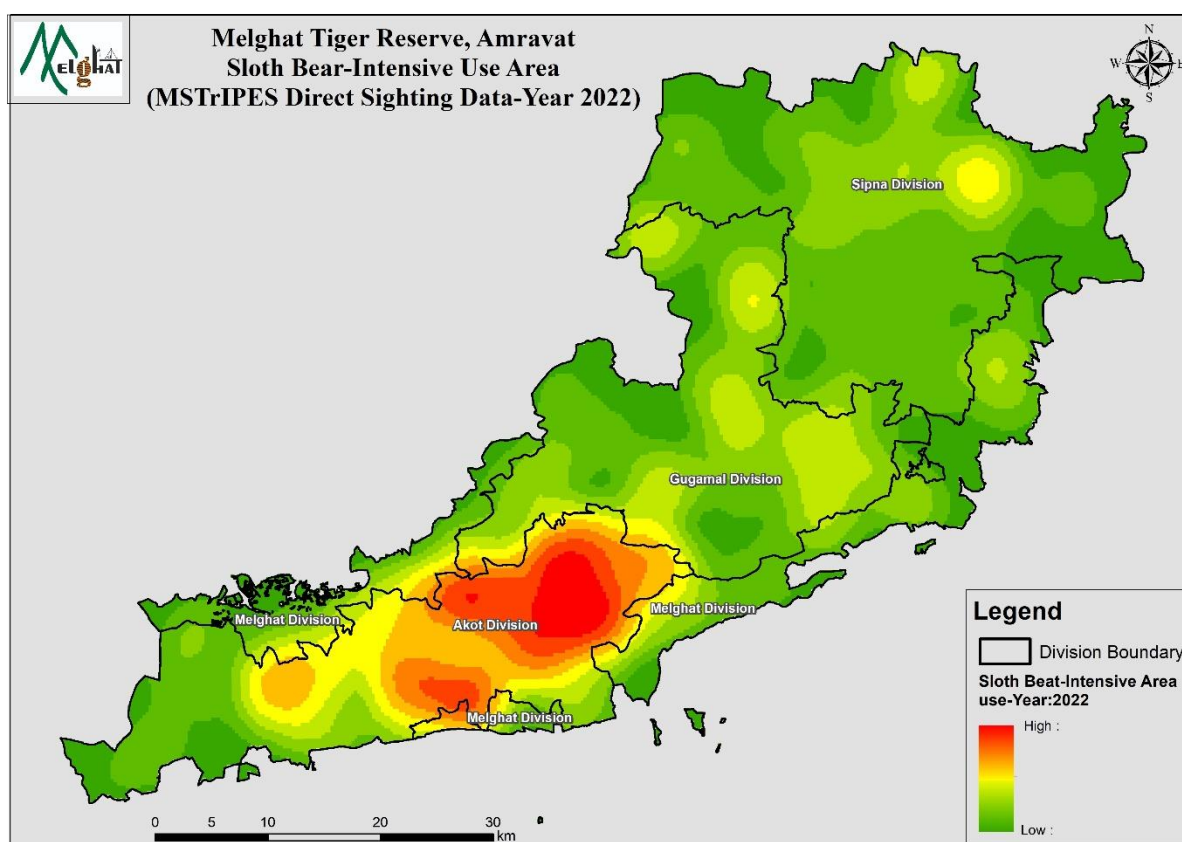 MELGHAT
Melghat Tiger Reserve, Amravat
Sloth Bear-Intensive Use Area
(MSTrIPES Direct Sighting Data-Year 2022)
N
W
E
S
Sipna Division
Gugamal Division
Melghat Division
Melghat Division
Akot Division
Melghat Division
Legend
Division Boundary
Sloth Beat-Intensive Area
use-Year:2022
High :
Low :
0 5 10 20 30
km